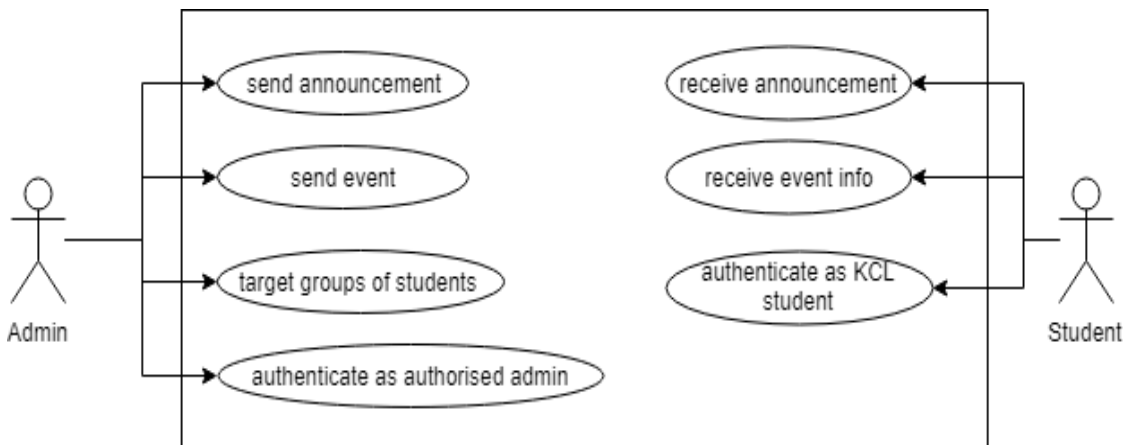 send announcement
receive announcement
send event
receive event info
target groups of students
authenticate as KCL
student
Admin
Student
authenticate as authorised admin